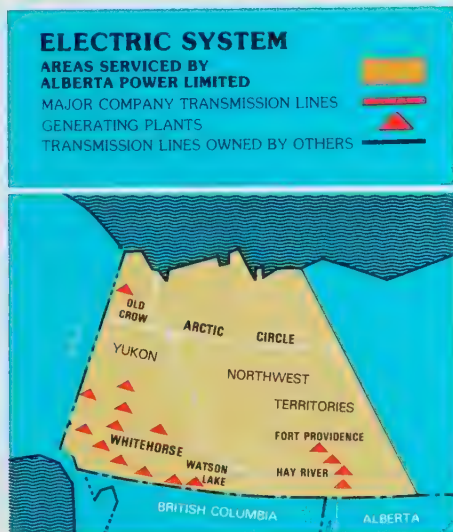 ELECTRIC SYSTEM
AREAS SERVICED BY
ALBERTA POWER LIMITED
MAJOR COMPANY TRANSMISSION LINES
GENERATING PLANTS
TRANSMISSION LINES OWNED BY OTHERS
OLD
CROW
ARCTIC CIRCLE
YUKON
NORTHWEST
TERRITORIES
FORT PROVIDENCE
WHITEHORSE
WATSON
LAKE
HAY RIVER
BRITISH COLUMBIA
ALBERTA